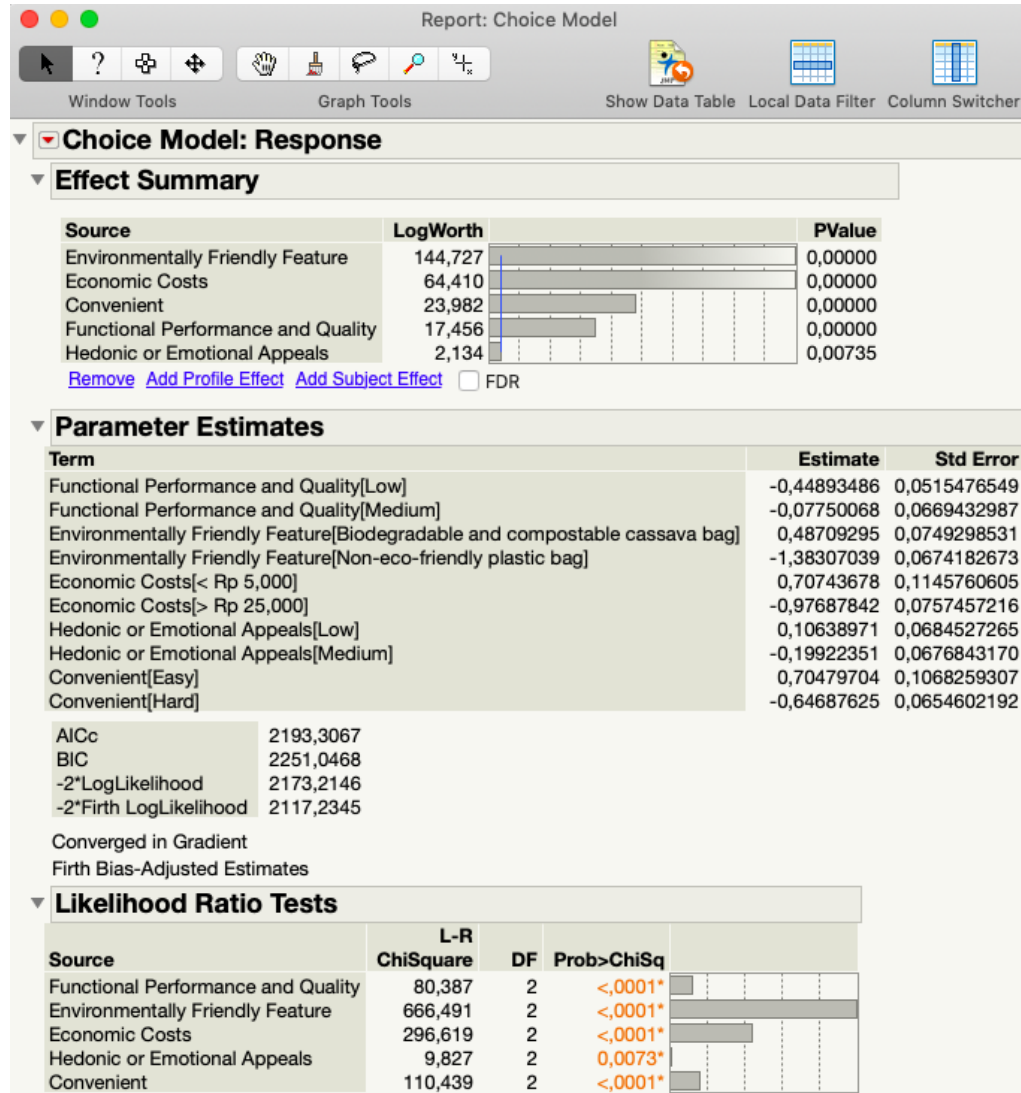 Report: Choice Model
Window Tools Graph Tools Show Data Table Local Data Filter Column Switcher
Choice Model: Response
Effect Summary
Source LogWorth PValue
Environmentally Friendly Feature 144,727 0,00000
Economic Costs 64,410 0,00000
Convenient 23,982 0,00000
Functional Performance and Quality 17,456 0,00000
Hedonic or Emotional Appeals 2,134 0,00735
Remove Add Profile Effect Add Subject Effect FDR
Parameter Estimates
Term Estimate Std Error
Functional Performance and Quality[Low] -0,44893486 0,0515476549
Functional Performance and Quality[Medium] -0,07750068 0,0669432987
Environmentally Friendly Feature[Biodegradable and compostable cassava bag] 0,48709295 0,0749298531
Environmentally Friendly Feature[Non-eco-friendly plastic bag] -1,38307039 0,0674182673
Economic Costs[< Rp 5,000] 0,70743678 0,1145760605
Economic Costs[> Rp 25,000] -0,97687842 0,0757457216
Hedonic or Emotional Appeals[Low] 0,10638971 0,0684527265
Hedonic or Emotional Appeals[Medium] -0,19922351 0,0676843170
Convenient[Easy] 0,70479704 0,1068259307
Convenient[Hard] -0,64687625 0,0654602192
AICc 2193,3067
BIC 2251,0468
-2*LogLikelihood 2173,2146
-2*Firth LogLikelihood 2117,2345
Converged in Gradient
Firth Bias-Adjusted Estimates
Likelihood Ratio Tests
L-R
Source ChiSquare DF Prob>ChiSq
Functional Performance and Quality 80,387 2 <,0001*
Environmentally Friendly Feature 666,491 2 <,0001*
Economic Costs 296,619 2 <,0001*
Hedonic or Emotional Appeals 9,827 2 0,0073*
Convenient 110,439 2 <,0001*